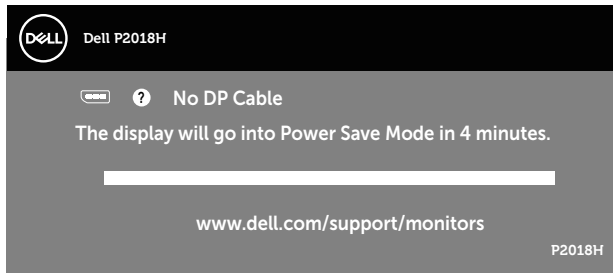 DELL
Dell P2018H
? No DP Cable
The display will go into Power Save Mode in 4 minutes.
www.dell.com/support/monitors
P2018H